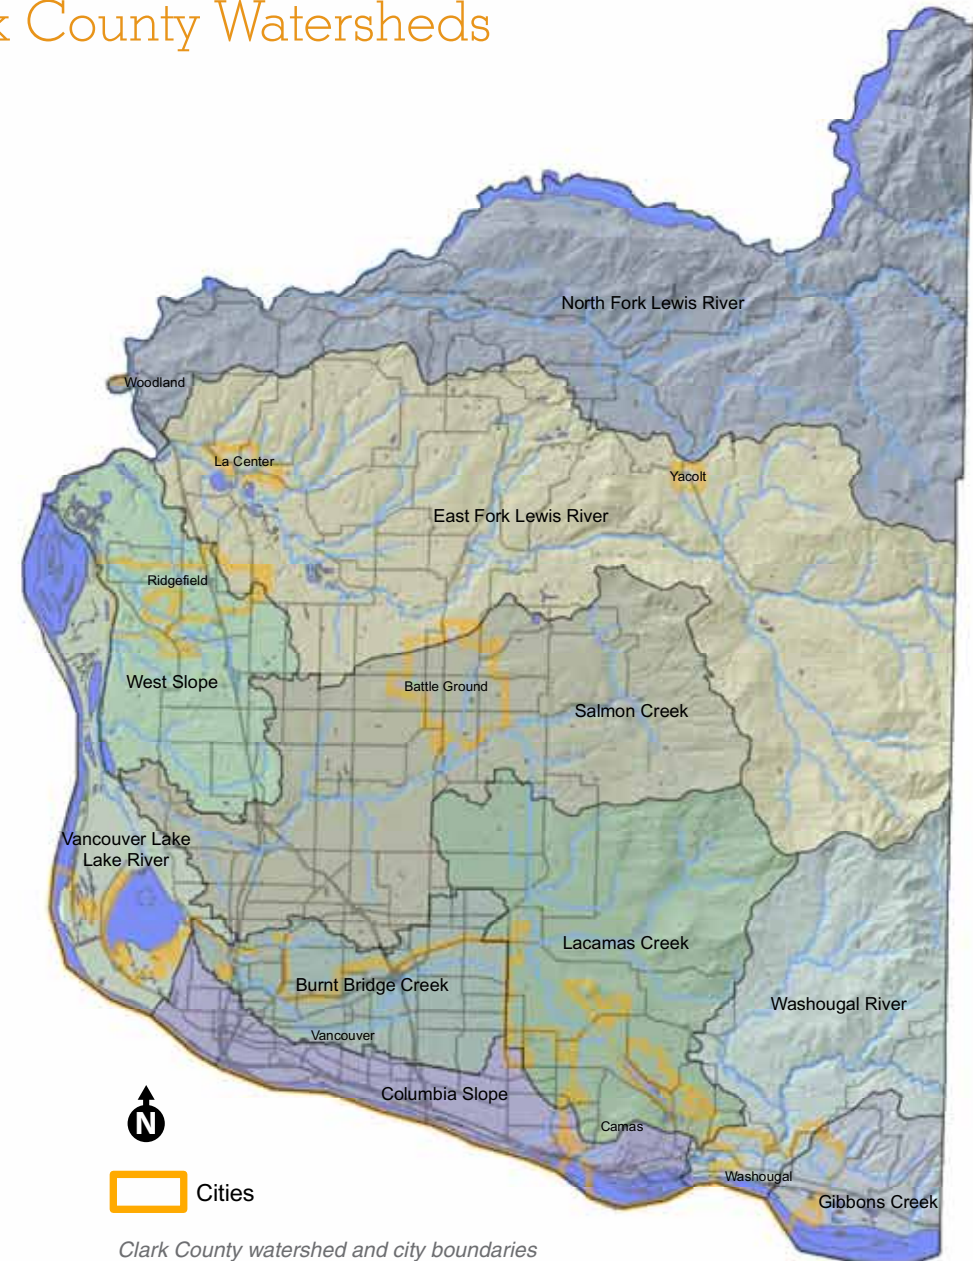 k County Watersheds
North Fork Lewis River
Woodland
La Center
Yacolt
East Fork Lewis River
Ridgefield
West Slope
Battle Ground
Salmon Creek
Vancouver Lake
Lake River
Lacamas Creek
Burnt Bridge Creek
Washougal River
Vancouver
Columbia Slope
N
Camas
Washougal
Cities
Gibbons Creek
Clark County watershed and city boundaries